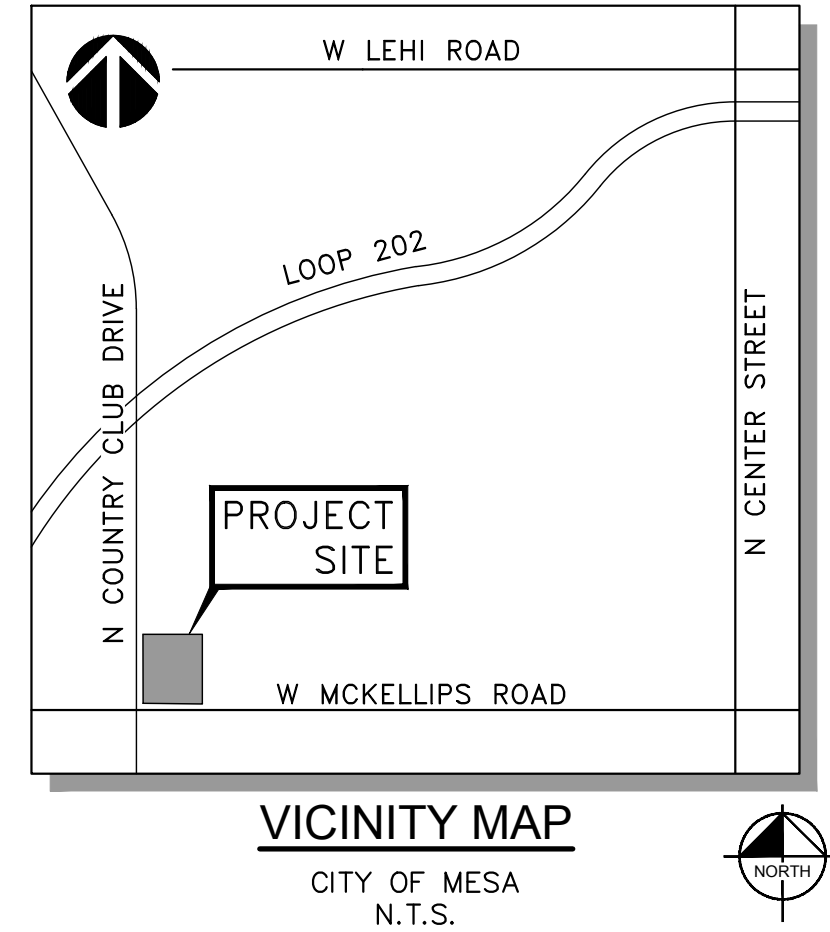 W LEHI ROAD
LOOP 202
N COUNTRY CLUB DRIVE
N CENTER STREET
PROJECT
SITE
W MCKELLIPS ROAD
VICINITY MAP
CITY OF MESA
N.T.S.
NORTH